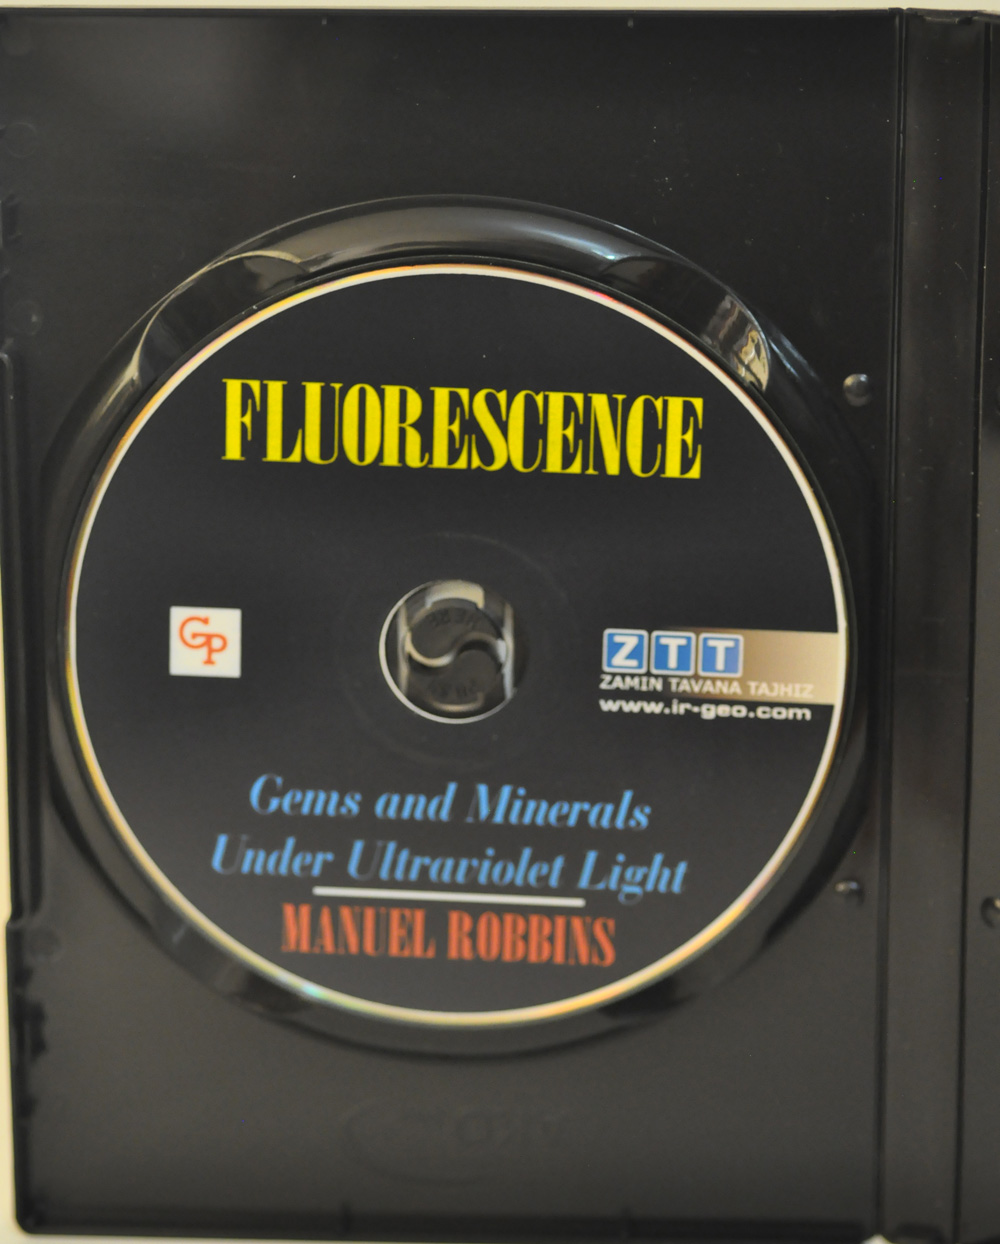 FLUORESCENCE
GP
ZTT
ZAMIN TAVANA TAJHIZ
www.ir-geo.com
Gems and Minerals
Under Ultraviolet Light
MANUEL ROBBINS